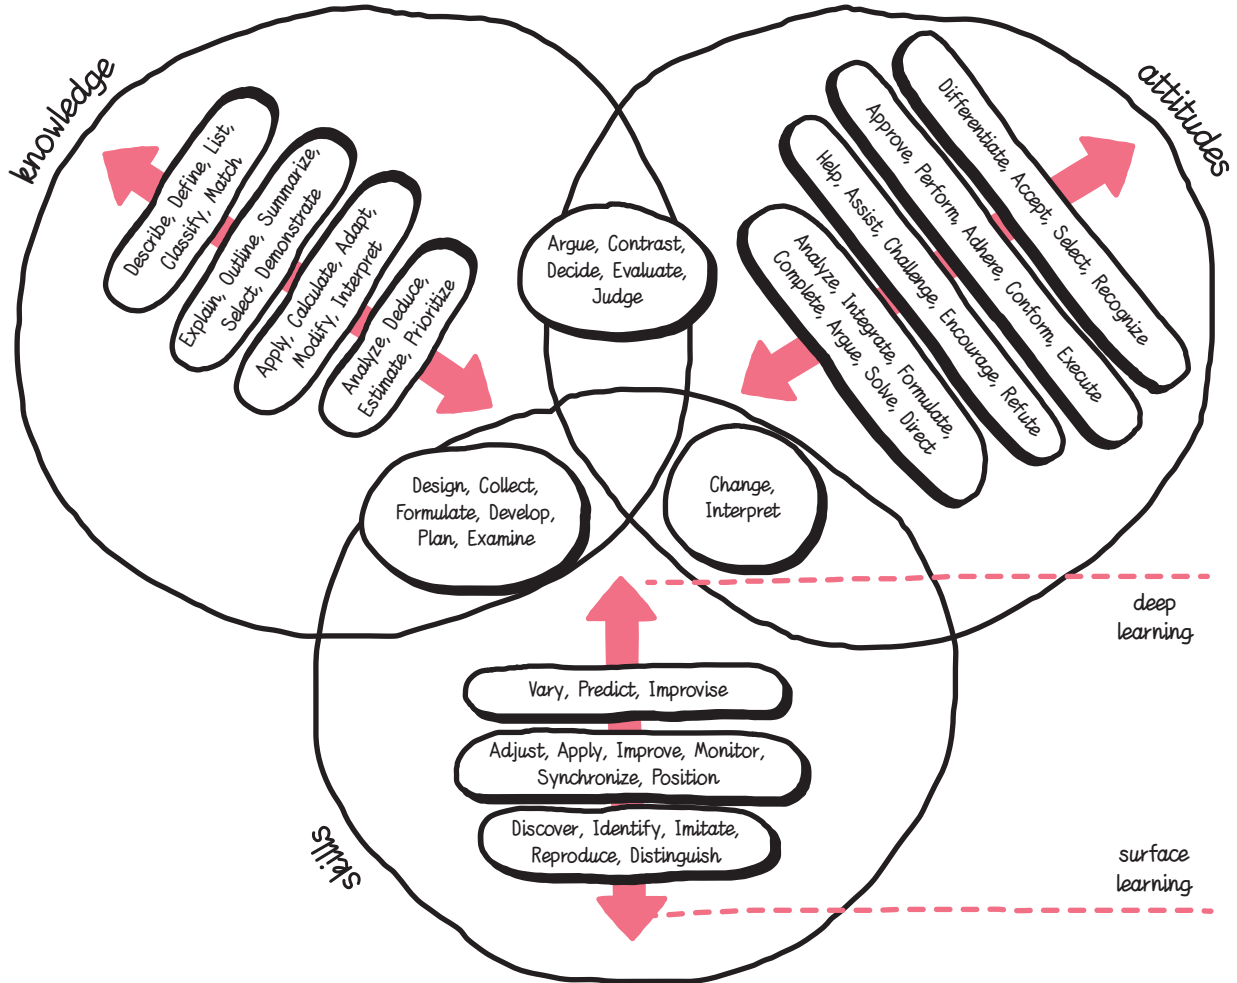 knowledge
Describe, Define, List,
Classify, Match
Explain, Outline, Summarize,
Select, Demonstrate
Apply, Calculate, Adapt,
Modify, Interpret
Analyze, Deduce,
Estimate, Prioritize
Argue, Contrast,
Decide, Evaluate,
Judge
attitudes
Differentiate, Accept, Select, Recognize
Approve, Perform, Adhere, Conform, Execute
Help, Assist, Challenge, Encourage, Refute
Analyze, Integrate, Formulate,
Complete, Argue, Solve, Direct
Design, Collect,
Formulate, Develop,
Plan, Examine
Change,
Interpret
deep
learning
Vary, Predict, Improvise
Adjust, Apply, Improve, Monitor,
Synchronize, Position
Discover, Identify, Imitate,
Reproduce, Distinguish
skills
surface
learning